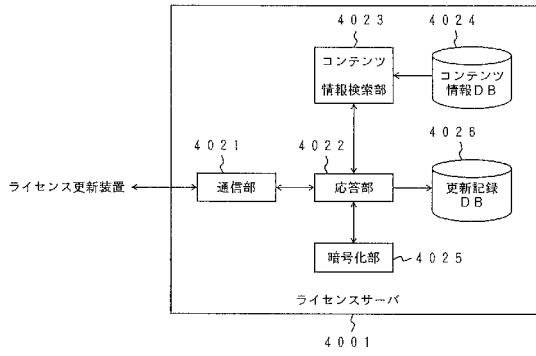 4023
4024
コンテンツ
情報検索部
コンテンツ
情報DB
4021
4022
4026
ライセンス更新装置
通信部
応答部
更新記録
DB
暗号化部
4025
ライセンスサーバ
4001